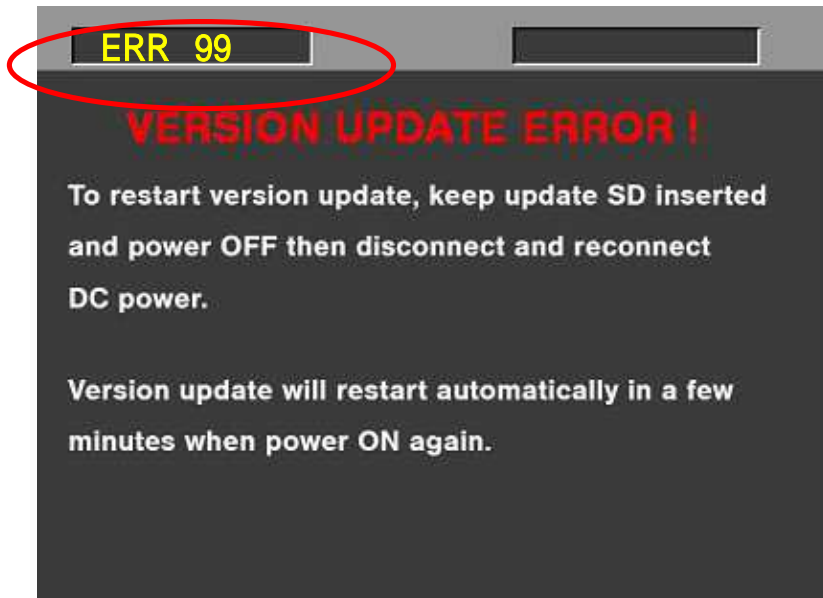 ERR 99
VERSION UPDATE ERROR !
To restart version update, keep update SD inserted
and power OFF then disconnect and reconnect
DC power.
Version update will restart automatically in a few
minutes when power ON again.